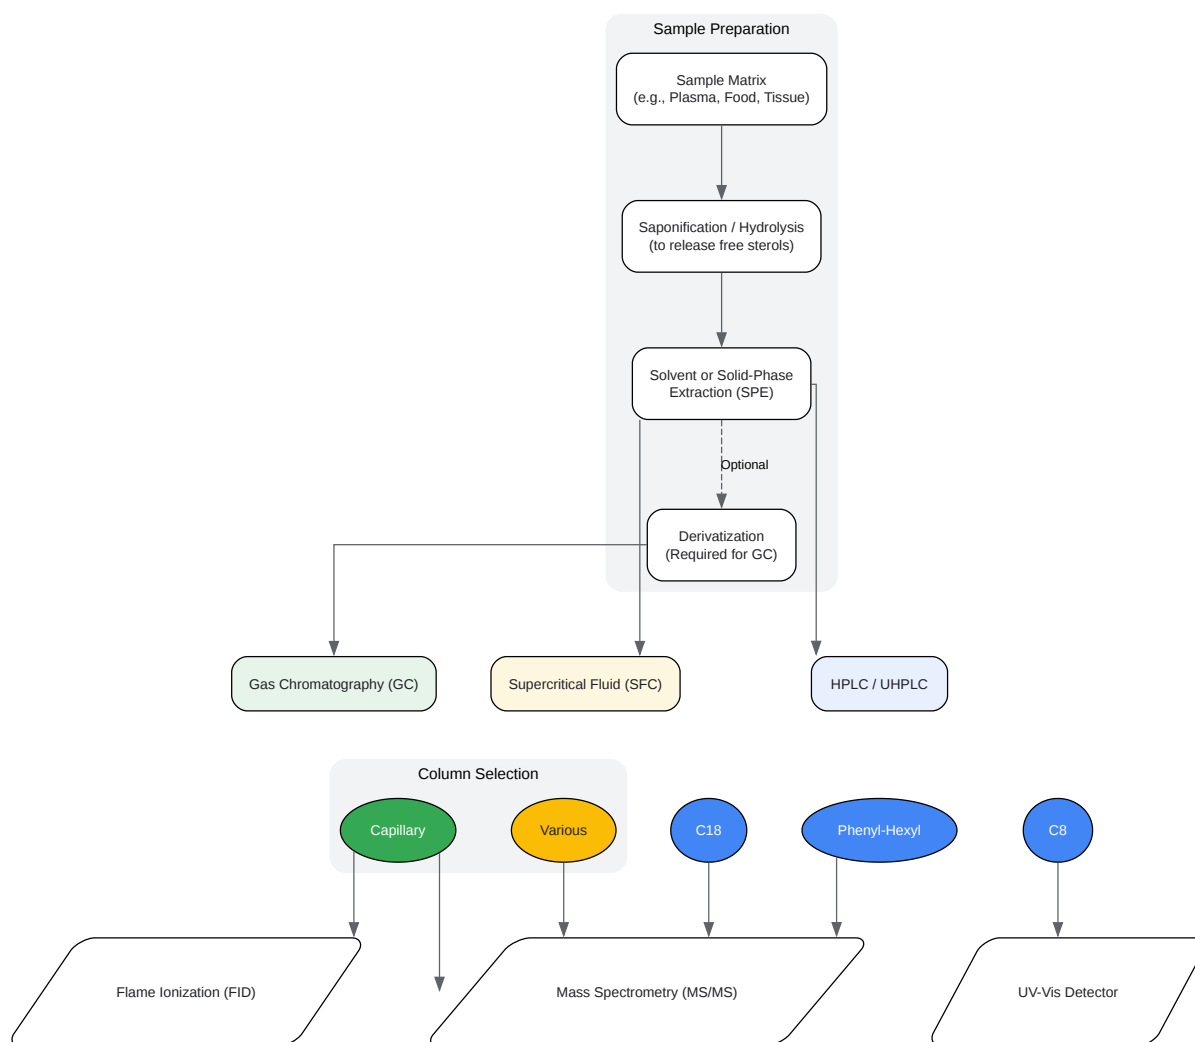 Sample Preparation
Sample Matrix
(e.g., Plasma, Food, Tissue)
Saponification / Hydrolysis
(to release free sterols)
Solvent or Solid-Phase
Extraction (SPE)
Optional
Derivatization
(Required for GC)
Gas Chromatography (GC)
Supercritical Fluid (SFC)
HPLC / UHPLC
Column Selection
Capillary
Various
C18
Phenyl-Hexyl
C8
Flame Ionization (FID)
Mass Spectrometry (MS/MS)
UV-Vis Detector